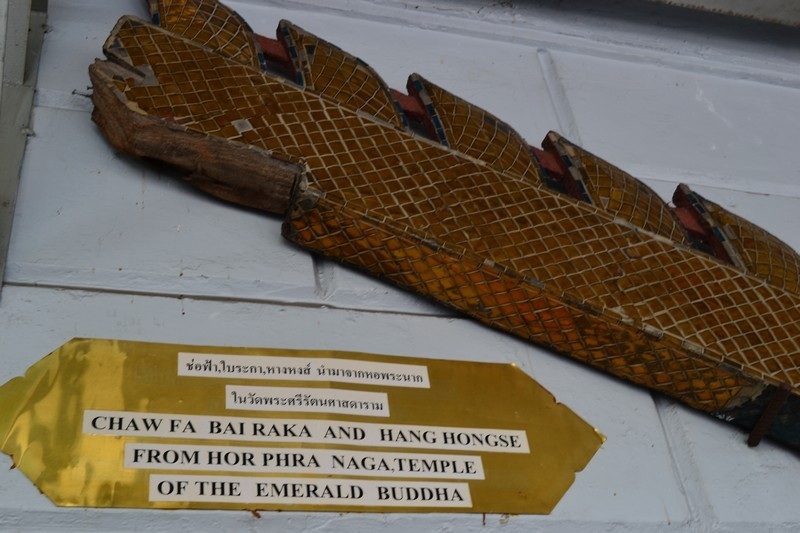 ช่อฟ้า,ใบระกา,หางหงส์ นำมาจากหอพระนาก
ในวัดพระศรีรัตนศาสดาราม
CHAW FA BAI RAKA AND HANG HONGSE
FROM HOR PHRA NAGA,TEMPLE
OF THE EMERALD BUDDHA